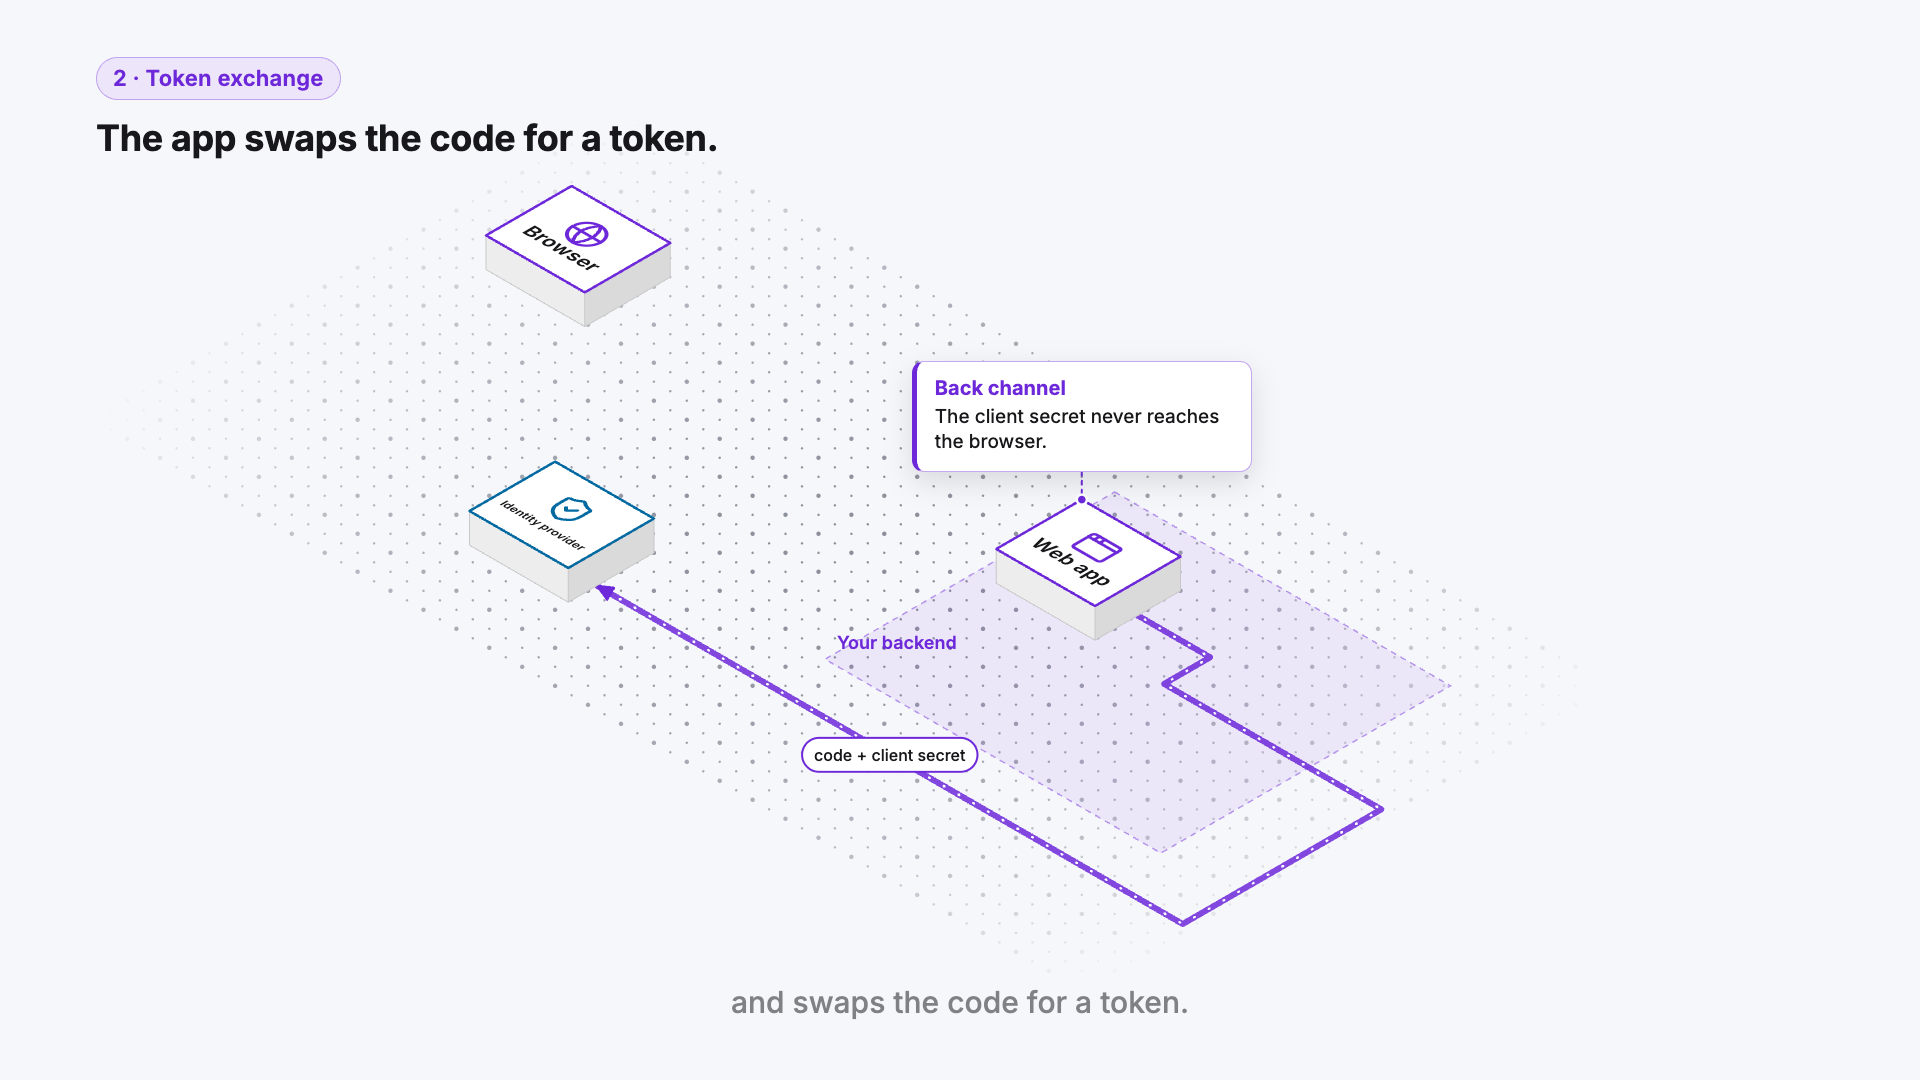 2 · Token exchange
The app swaps the code for a token.
Browser
Back channel
The client secret never reaches
the browser.
Identity provider
Web app
Your backend
code + client secret
and swaps the code for a token.